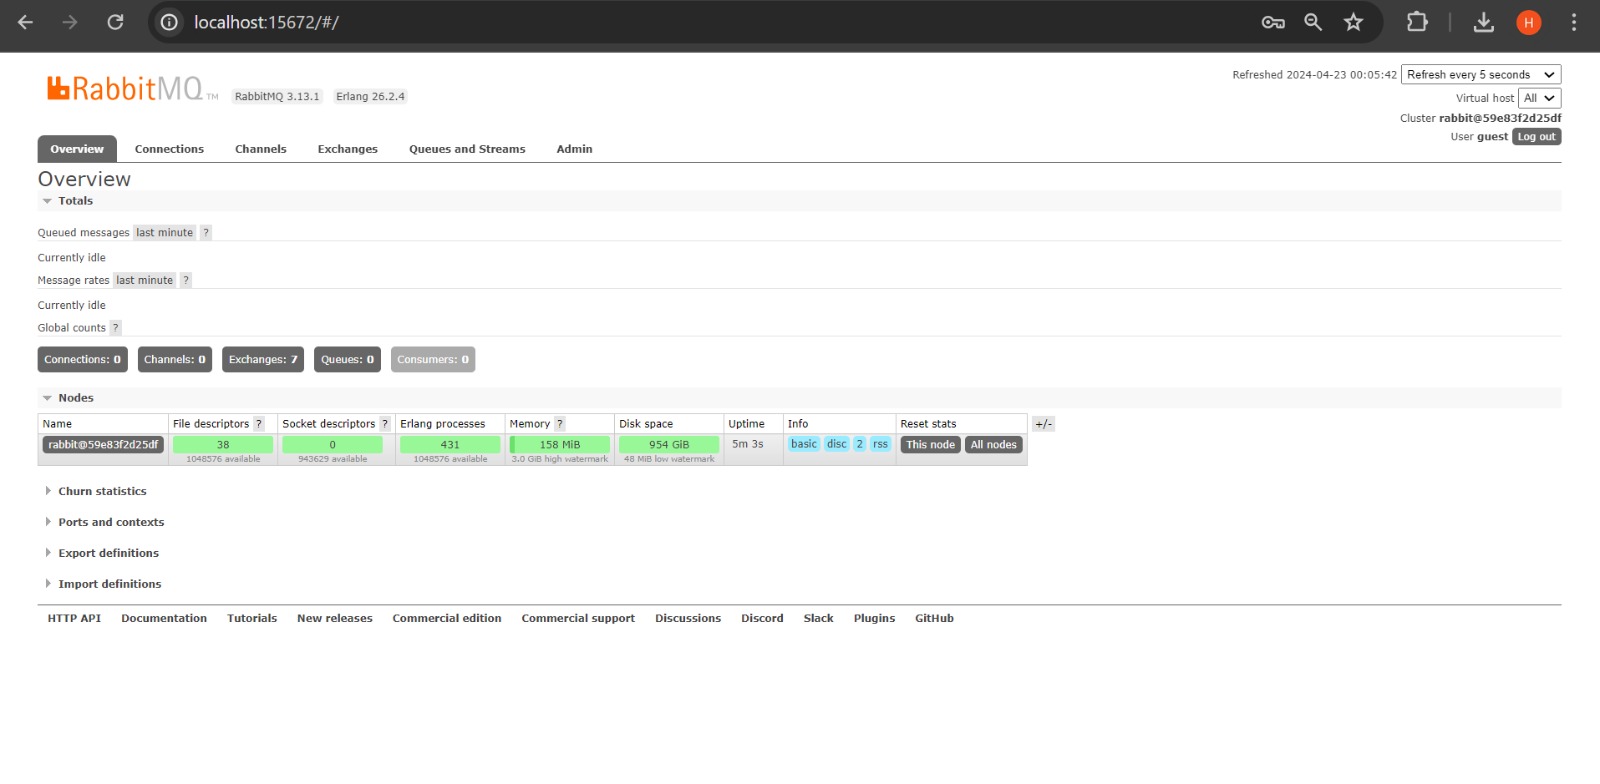 localhost:15672/#/
H
RabbitMQ TM RabbitMQ 3.13.1 Erlang 26.2.4
Refreshed 2024-04-23 00:05:42 Refresh every 5 seconds
Virtual host All
Cluster rabbit@59e83f2d25df
User guest Log out
Overview Connections Channels Exchanges Queues and Streams Admin
Overview
Totals
Queued messages last minute ?
Currently idle
Message rates last minute ?
Currently idle
Global counts ?
Connections: 0 Channels: 0 Exchanges: 7 Queues: 0 Consumers: 0
Nodes
Name File descriptors ? Socket descriptors ? Erlang processes Memory ? Disk space Uptime Info Reset stats +/-
rabbit@59e83f2d25df 38 0 431 158 MiB 954 GiB 5m 3s basic disc 2 rss This node All nodes
1048576 available 943629 available 1048576 available 3.0 GiB high watermark 48 MiB low watermark
Churn statistics
Ports and contexts
Export definitions
Import definitions
HTTP API Documentation Tutorials New releases Commercial edition Commercial support Discussions Discord Slack Plugins GitHub